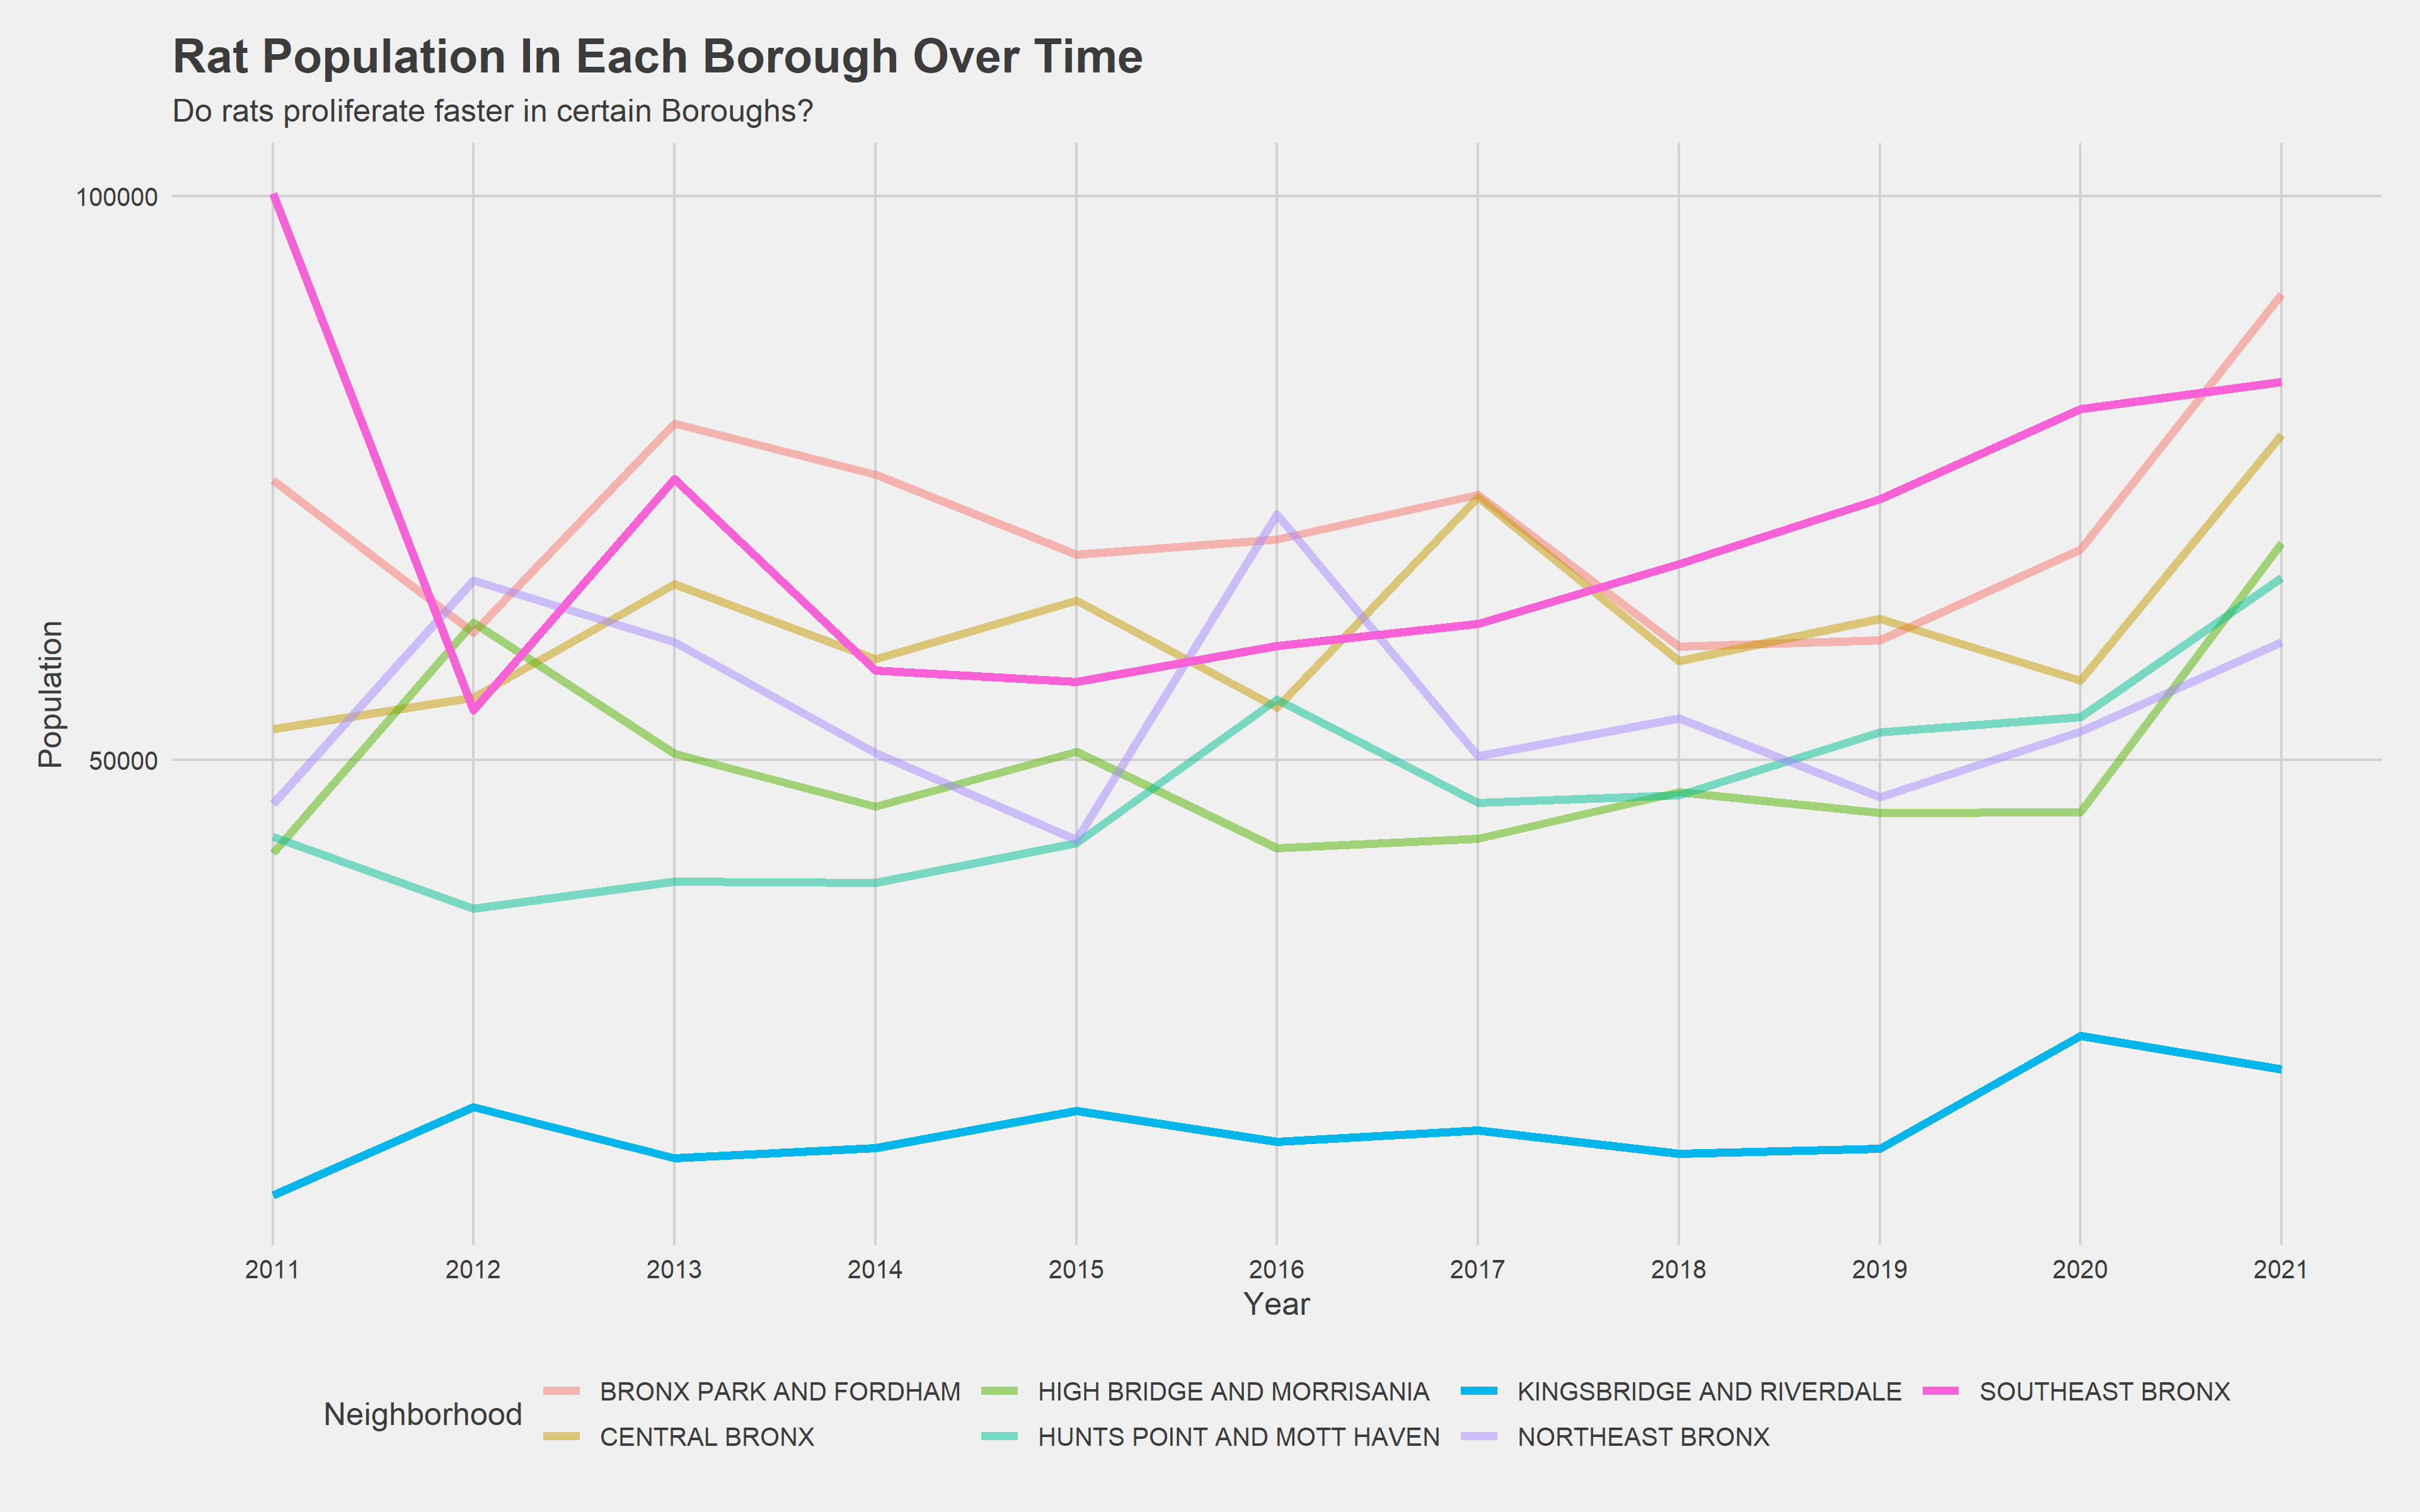 Rat Population In Each Borough Over Time
Do rats proliferate faster in certain Boroughs?
100000
50000
Population
2011 2012 2013 2014 2015 2016 2017 2018 2019 2020 2021
Year
Neighborhood
BRONX PARK AND FORDHAM HIGH BRIDGE AND MORRISANIA KINGSBRIDGE AND RIVERDALE SOUTHEAST BRONX
CENTRAL BRONX HUNTS POINT AND MOTT HAVEN NORTHEAST BRONX